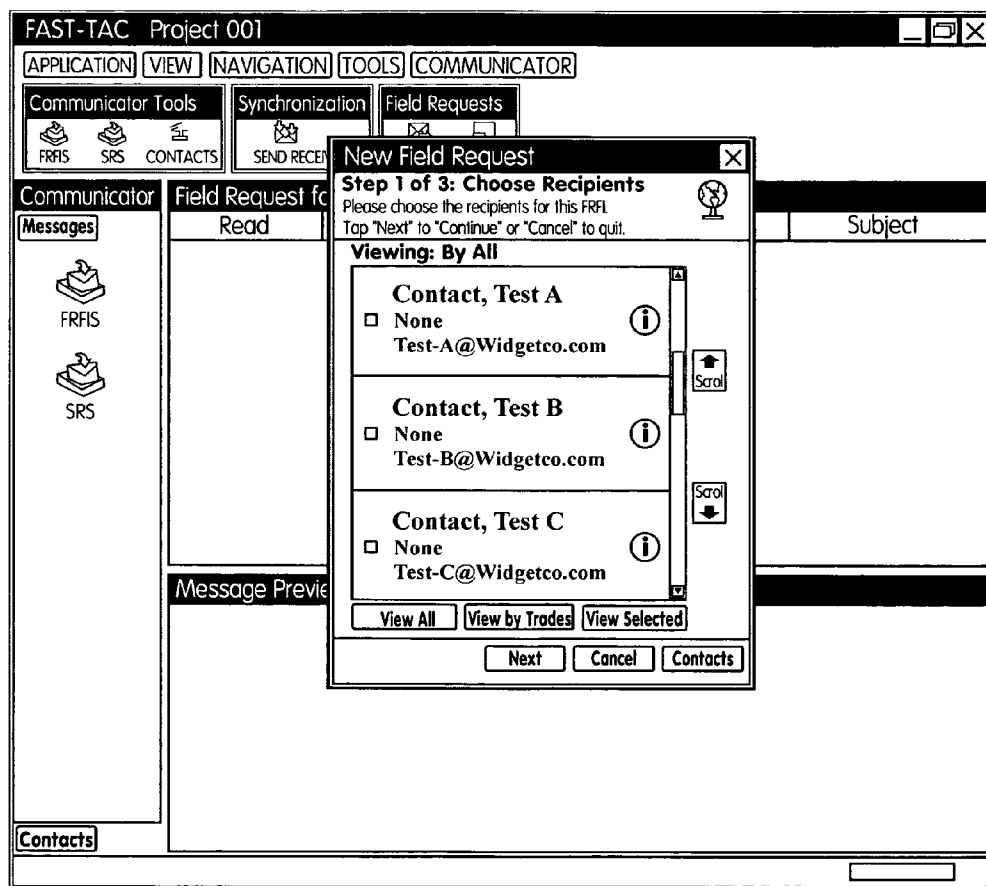 FAST-TAC Project 001
APPLICATION VIEW NAVIGATION TOOLS COMMUNICATOR
Communicator Tools Synchronization Field Requests
FRFIS SRS CONTACTS SEND RECEI
New Field Request
Step 1 of 3: Choose Recipients
Please choose the recipients for this FRFI.
Tap "Next" to "Continue" or "Cancel" to quit.
Communicator Field Request fo
Messages Read Subject
Viewing: By All
Contact, Test A
None
Test-A@Widgetco.com
FRFIS
Scroll
Contact, Test B
None
Test-B@Widgetco.com
SRS
Scroll
Contact, Test C
None
Test-C@Widgetco.com
Message Previe
View All View by Trades View Selected
Next Cancel Contacts
Contacts